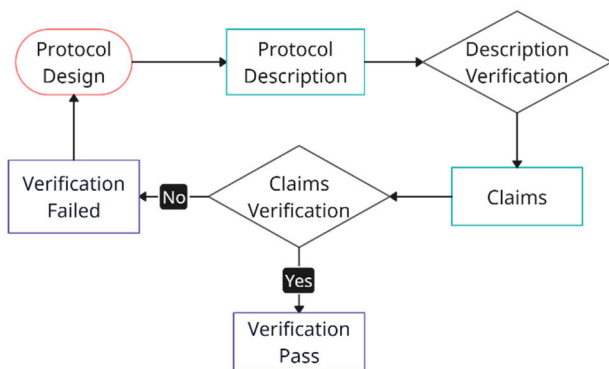 Protocol
Design
Protocol
Description
Description
Verification
Verification
Failed
No
Claims
Verification
Claims
Yes
Verification
Pass